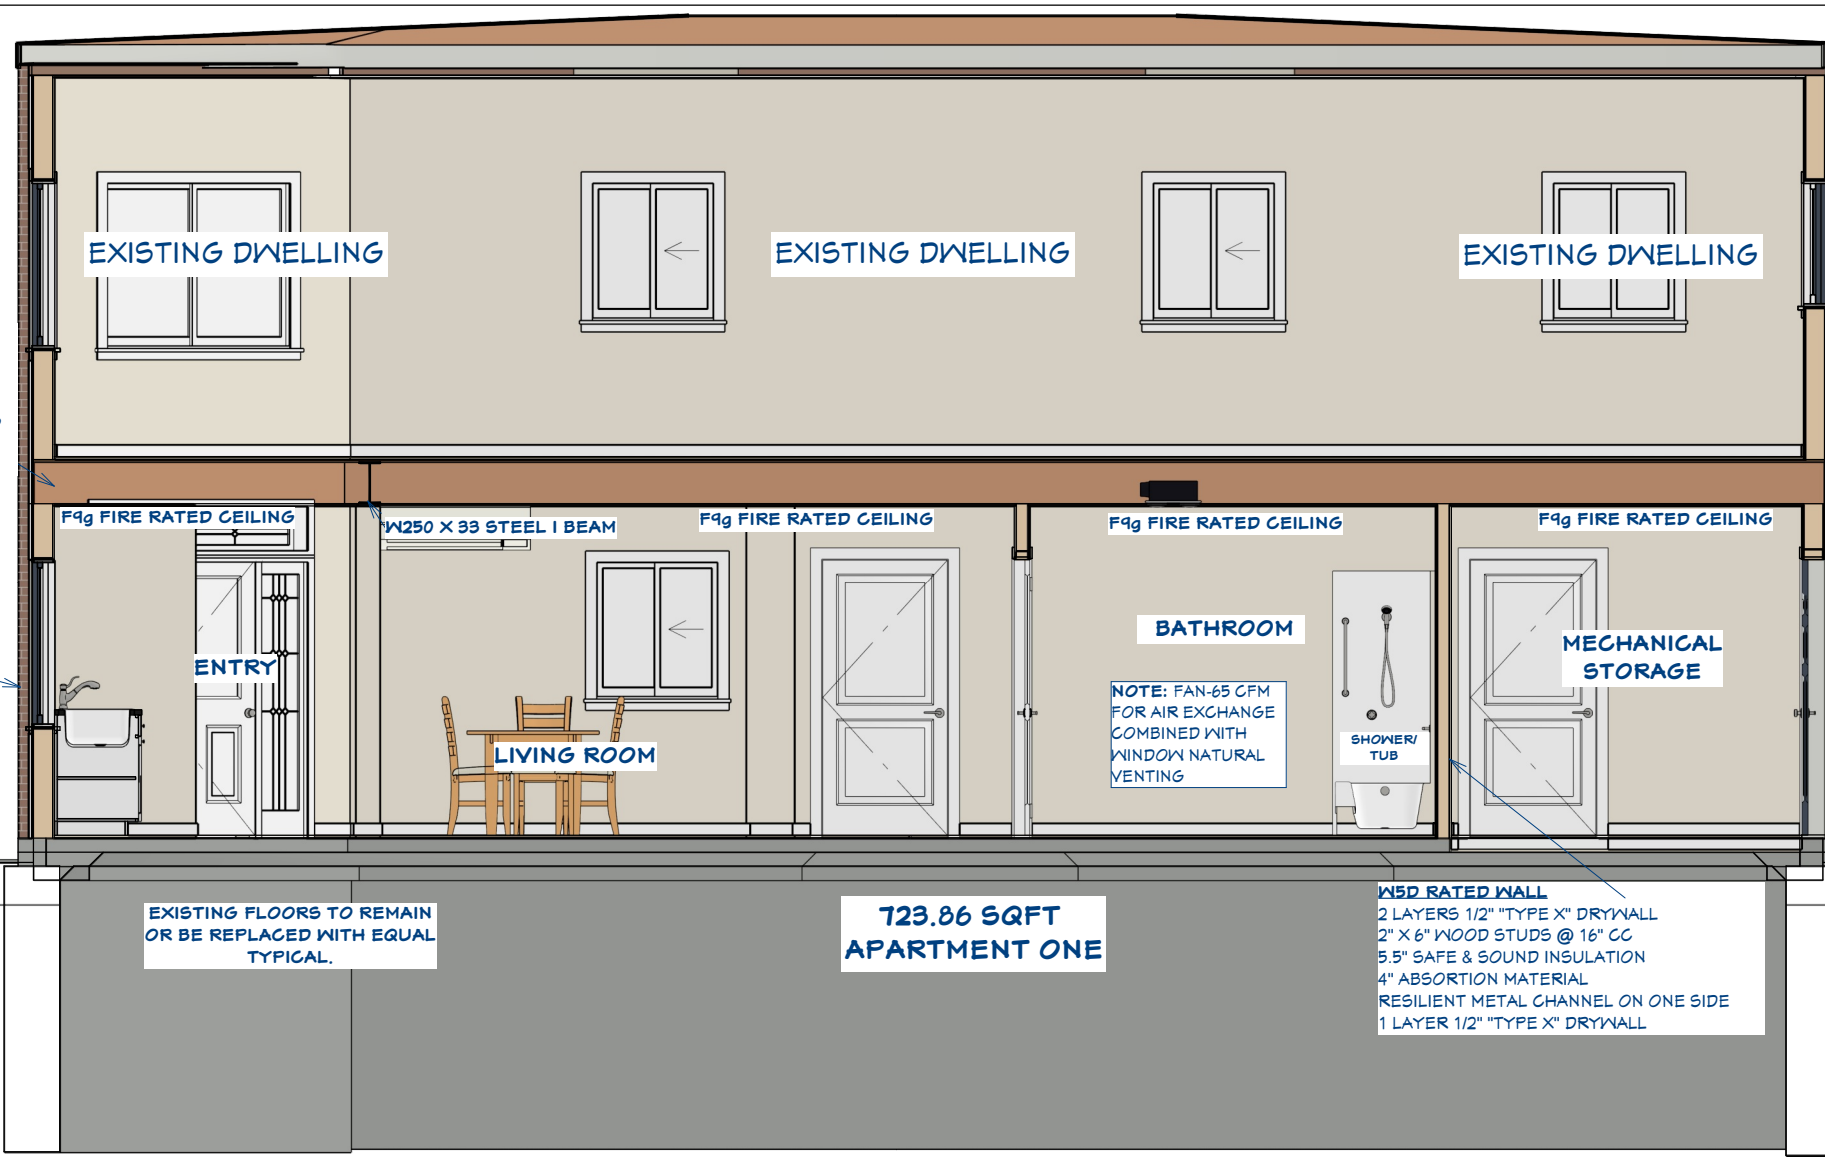 EXISTING DWELLING
EXISTING DWELLING
EXISTING DWELLING
F9g FIRE RATED CEILING
W250 X 33 STEEL I BEAM
F9g FIRE RATED CEILING
F9g FIRE RATED CEILING
F9g FIRE RATED CEILING
ENTRY
LIVING ROOM
BATHROOM
NOTE: FAN-65 CFM
FOR AIR EXCHANGE
COMBINED WITH
WINDOW NATURAL
VENTING
SHOWER/
TUB
MECHANICAL
STORAGE
EXISTING FLOORS TO REMAIN
OR BE REPLACED WITH EQUAL
TYPICAL.
723.86 SQFT
APARTMENT ONE
W5D RATED WALL
2 LAYERS 1/2" "TYPE X" DRYWALL
2" X 6" WOOD STUDS @ 16" CC
5.5" SAFE & SOUND INSULATION
4" ABSORTION MATERIAL
RESILIENT METAL CHANNEL ON ONE SIDE
1 LAYER 1/2" "TYPE X" DRYWALL